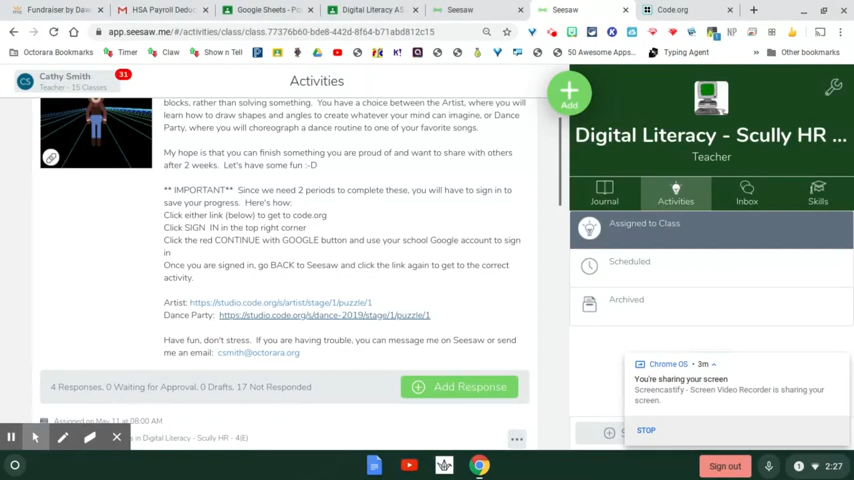 Fundraiser by Daw
HSA Payroll Deduc
Google Sheets - Po
Digital Literacy AS
Seesaw
Seesaw
Code.org
app.seesaw.me/#/activities/class/class.77376b60-bde8-442d-8f64-b71abd812c15
Octorara Bookmarks
Timer
Claw
Show n Tell
50 Awesome Apps...
Typing Agent
Other bookmarks
CS
Cathy Smith
Teacher - 15 Classes
31
Activities
Add
blocks, rather than solving something. You have a choice between the Artist, where you will
learn how to draw shapes and angles to create whatever your mind can imagine, or Dance
Party, where you will choreograph a dance routine to one of your favorite songs.
My hope is that you can finish something you are proud of and want to share with others
after 2 weeks. Let's have some fun :-D
** IMPORTANT** Since we need 2 periods to complete these, you will have to sign in to
save your progress. Here's how:
Click either link (below) to get to code.org
Click SIGN IN in the top right corner
Click the red CONTINUE with GOOGLE button and use your school Google account to sign
in
Once you are signed in, go BACK to Seesaw and click the link again to get to the correct
activity.
Artist: https://studio.code.org/s/artist/stage/1/puzzle/1
Dance Party: https://studio.code.org/s/dance-2019/stage/1/puzzle/1
Have fun, don't stress. If you are having trouble, you can message me on Seesaw or send
me an email: csmith@octorara.org
4 Responses, 0 Waiting for Approval, 0 Drafts, 17 Not Responded
Add Response
Assigned on May 11 at 08:00 AM
in Digital Literacy - Scully HR - 4(E)
Digital Literacy - Scully HR ...
Teacher
Journal
Activities
Inbox
Skills
Assigned to Class
Scheduled
Archived
Chrome OS • 3m
You're sharing your screen
Screencastify - Screen Video Recorder is sharing your
screen.
STOP
Sign out
1
2:27